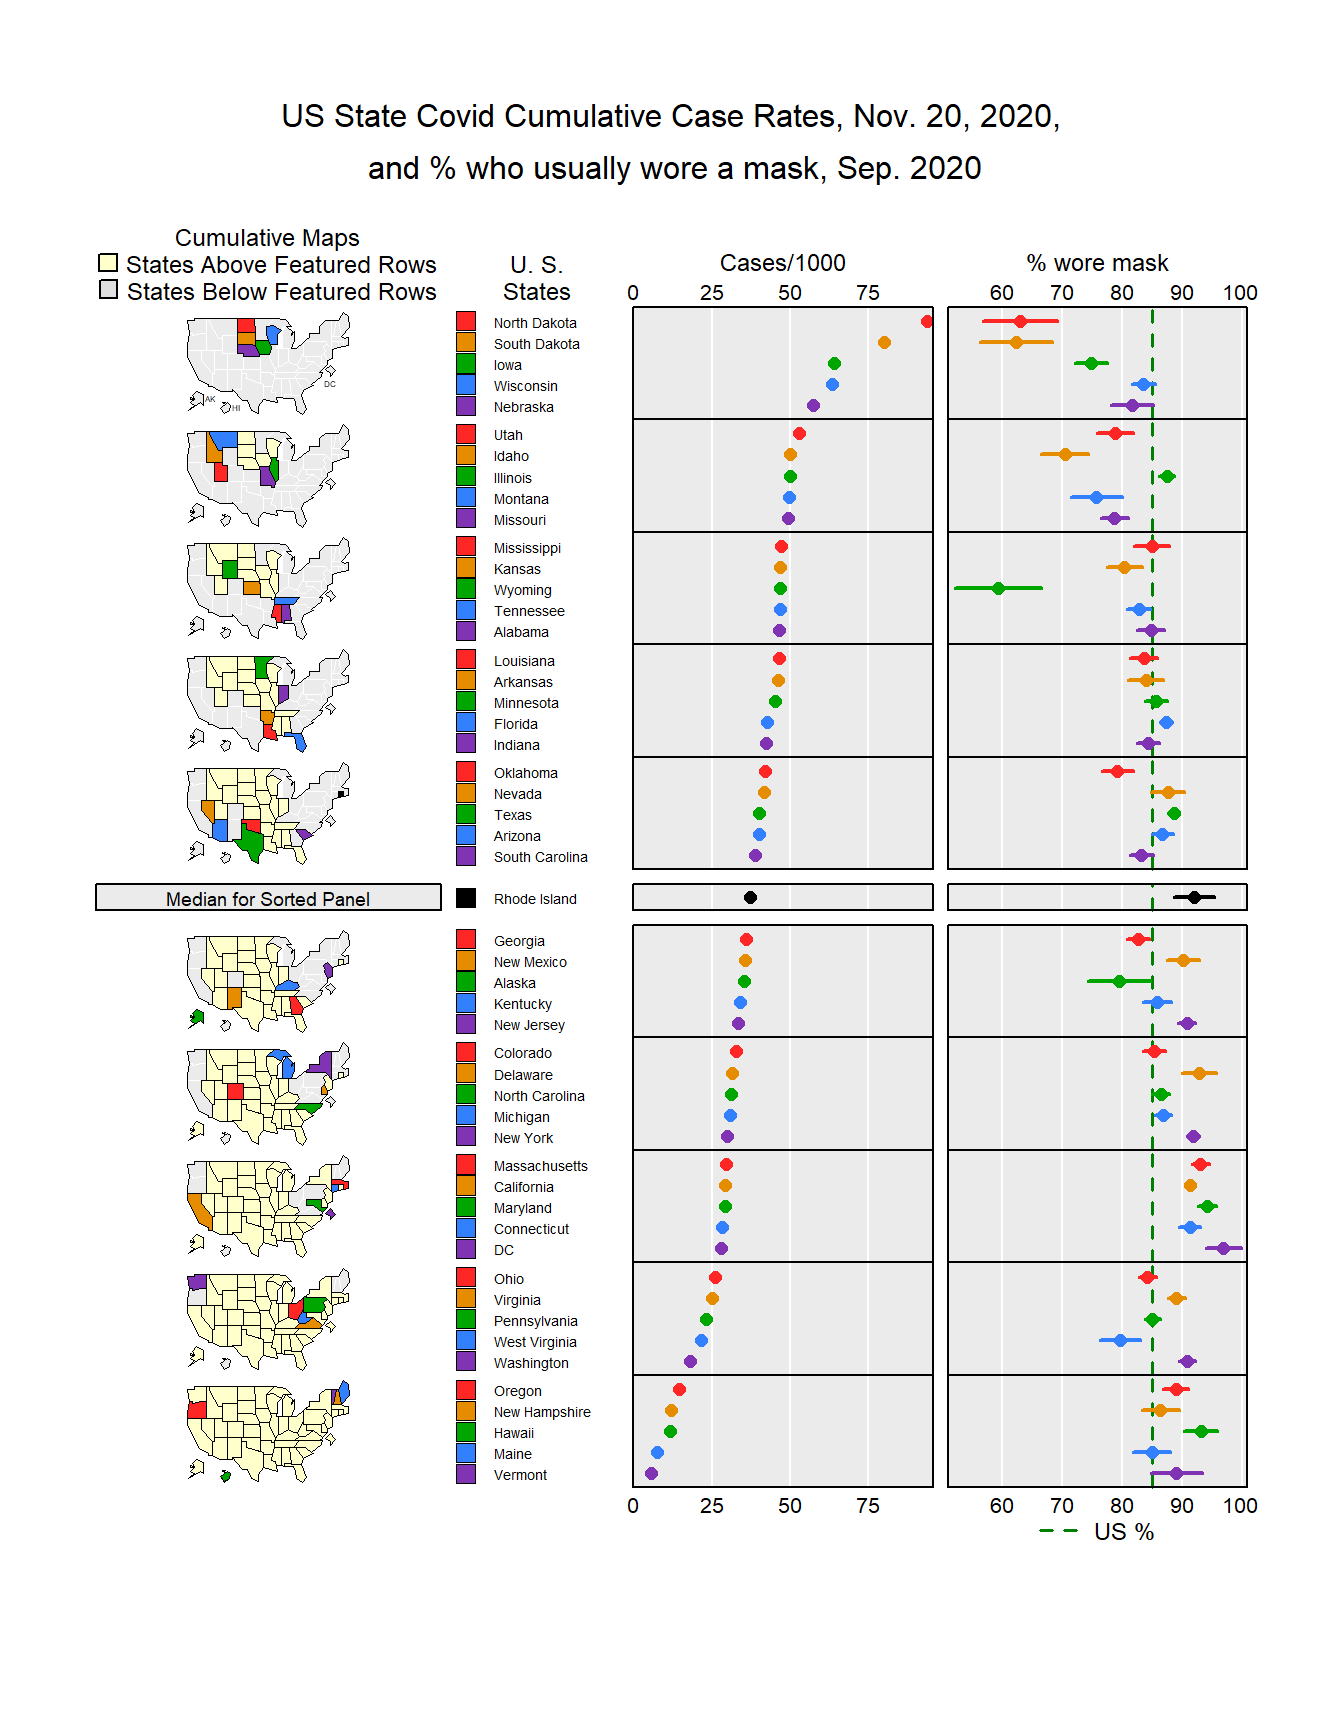 US State Covid Cumulative Case Rates, Nov. 20, 2020,
and % who usually wore a mask, Sep. 2020
Cumulative Maps
States Above Featured Rows
States Below Featured Rows
U. S.
States
Cases/1000
0 25 50 75
% wore mask
60 70 80 90 100
AK
HI
DC
North Dakota
South Dakota
Iowa
Wisconsin
Nebraska
Utah
Idaho
Illinois
Montana
Missouri
Mississippi
Kansas
Wyoming
Tennessee
Alabama
Louisiana
Arkansas
Minnesota
Florida
Indiana
Oklahoma
Nevada
Texas
Arizona
South Carolina
Median for Sorted Panel
Rhode Island
Georgia
New Mexico
Alaska
Kentucky
New Jersey
Colorado
Delaware
North Carolina
Michigan
New York
Massachusetts
California
Maryland
Connecticut
DC
Ohio
Virginia
Pennsylvania
West Virginia
Washington
Oregon
New Hampshire
Hawaii
Maine
Vermont
0 25 50 75
60 70 80 90 100
US %